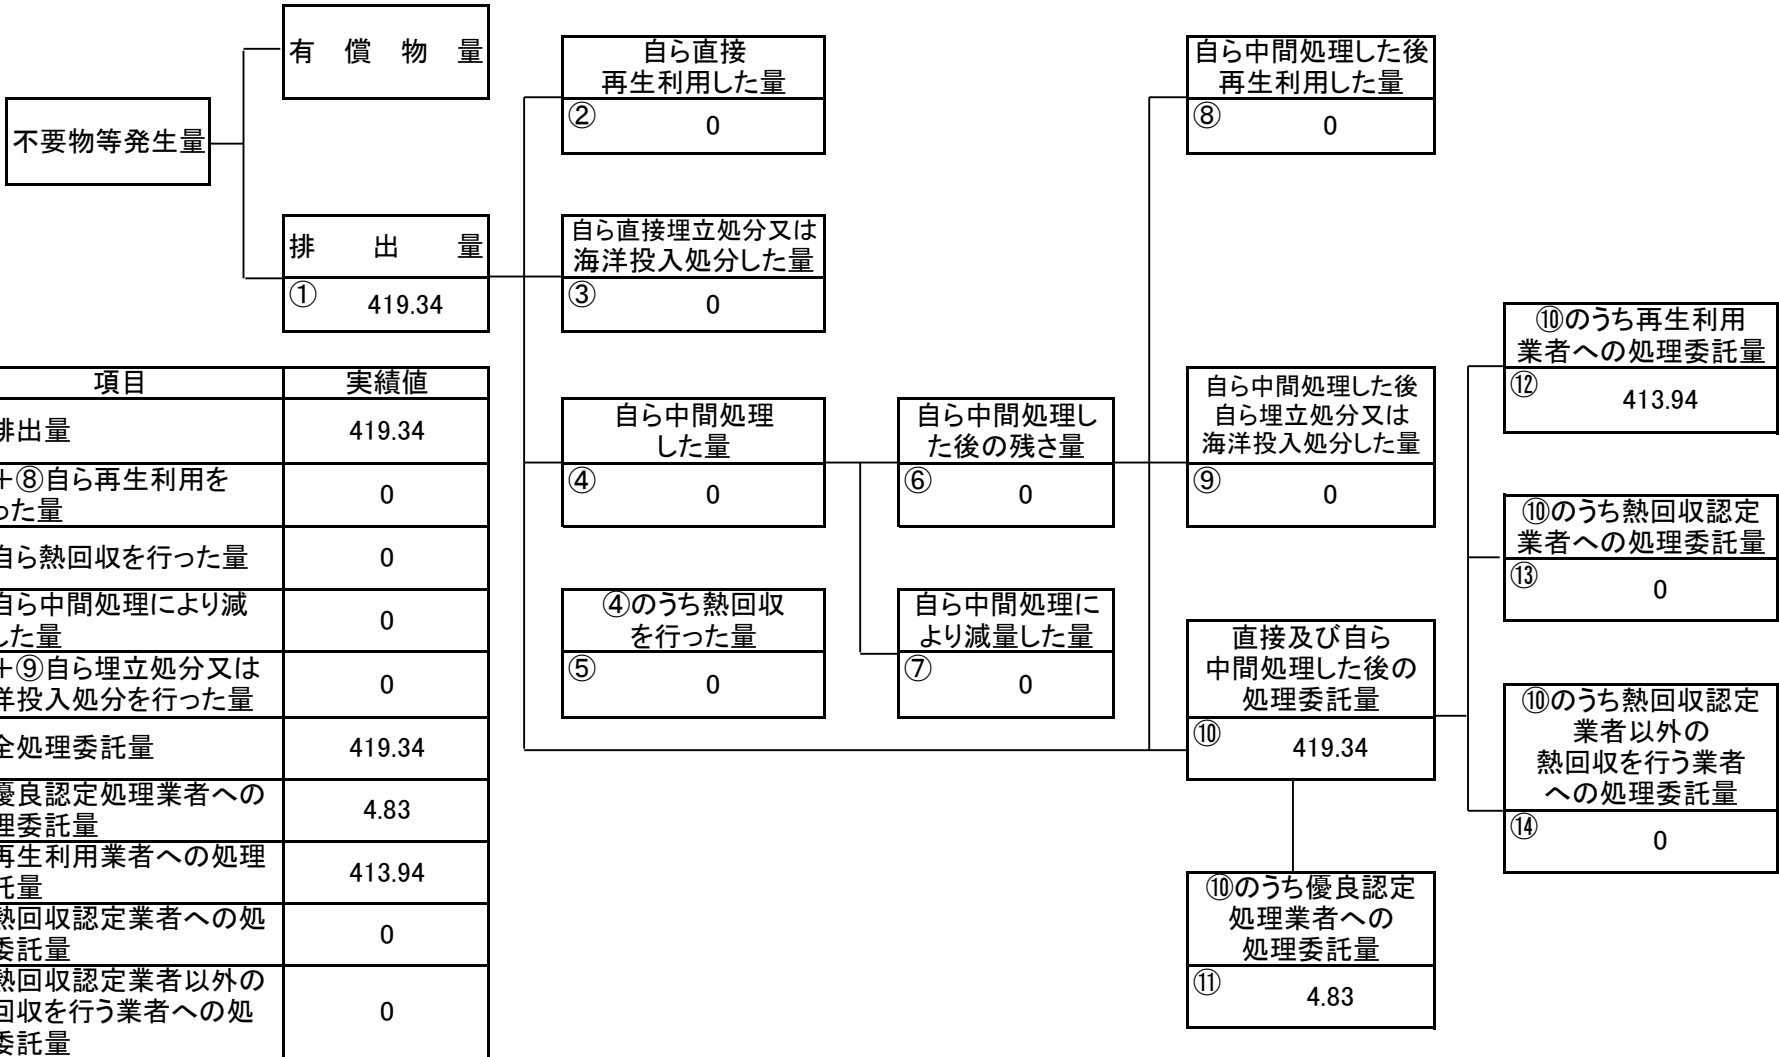 有償物量
不要物等発生量
排出量
① 419.34
自ら直接
再生利用した量
② 0
自ら直接埋立処分又は
海洋投入処分した量
③ 0
自ら中間処理
した量
④ 0
④のうち熱回収
を行った量
⑤ 0
自ら中間処理し
た後の残さ量
⑥ 0
自ら中間処理に
より減量した量
⑦ 0
自ら中間処理した後
再生利用した量
⑧ 0
自ら中間処理した後
自ら埋立処分又は
海洋投入処分した量
⑨ 0
直接及び自ら
中間処理した後の
処理委託量
⑩ 419.34
⑩のうち優良認定
処理業者への
処理委託量
⑪ 4.83
⑩のうち再生利用
業者への処理委託量
⑫ 413.94
⑩のうち熱回収認定
業者への処理委託量
⑬ 0
⑩のうち熱回収認定
業者以外の
熱回収を行う業者
への処理委託量
⑭ 0
項目 実績値
排出量 419.34
+⑧自ら再生利用を
った量 0
自ら熱回収を行った量 0
自ら中間処理により減
した量 0
+⑨自ら埋立処分又は
洋投入処分を行った量 0
全処理委託量 419.34
優良認定処理業者への
理委託量 4.83
再生利用業者への処理
託量 413.94
熱回収認定業者への処
委託量 0
熱回収認定業者以外の
回収を行う業者への処
委託量 0